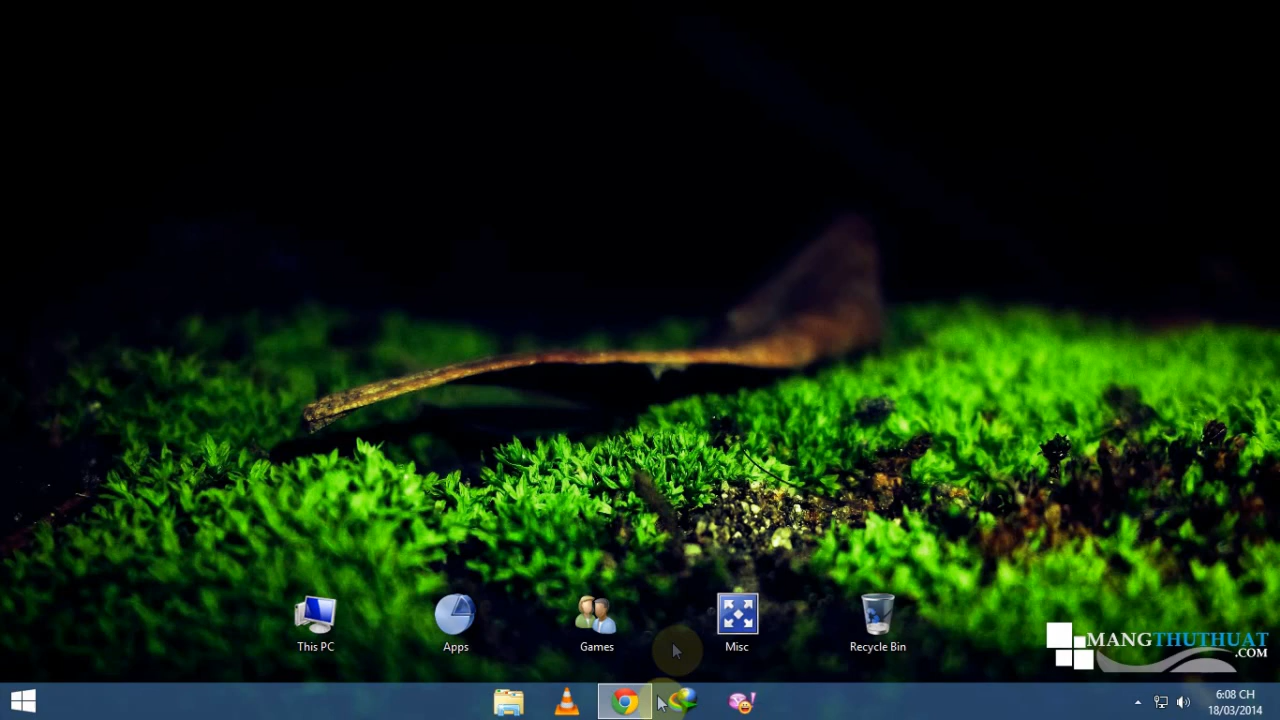 This PC
Apps
Games
Misc
Recycle Bin
MANGTHUTHUAT
.COM
6:08 CH
18/03/2014